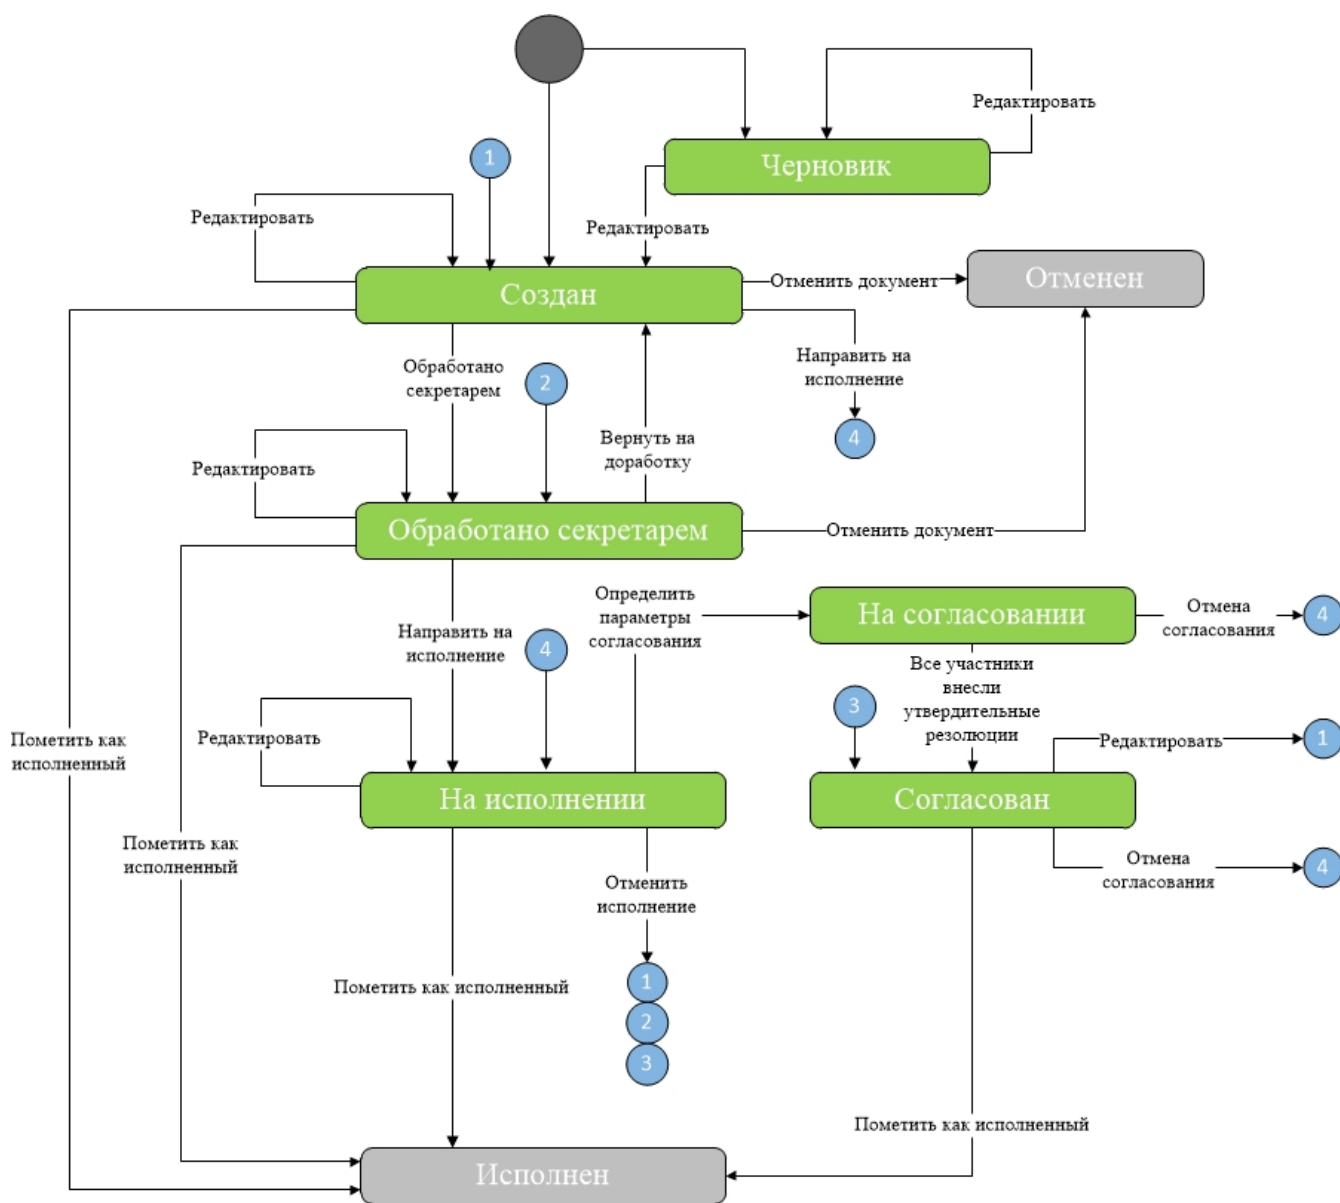 Редактировать
1
Черновик
Редактировать
Редактировать
Отменен
Отменить документ
Создан
Обработано
секретарем
2
Направить на
исполнение
4
Вернуть на
доработку
Редактировать
Обработано секретарем
Отменить документ
Определить
параметры
согласования
На согласовании
Отмена
согласования
4
Направить на
исполнение
4
Все участники
внесли
утвердительные
резолюции
3
Редактировать
1
Пометить как
исполненный
Редактировать
На исполнении
Согласован
Пометить как
исполненный
Отменить
исполнение
Отмена
согласования
4
Пометить как исполненный
1
2
3
Пометить как исполненный
Исполнен